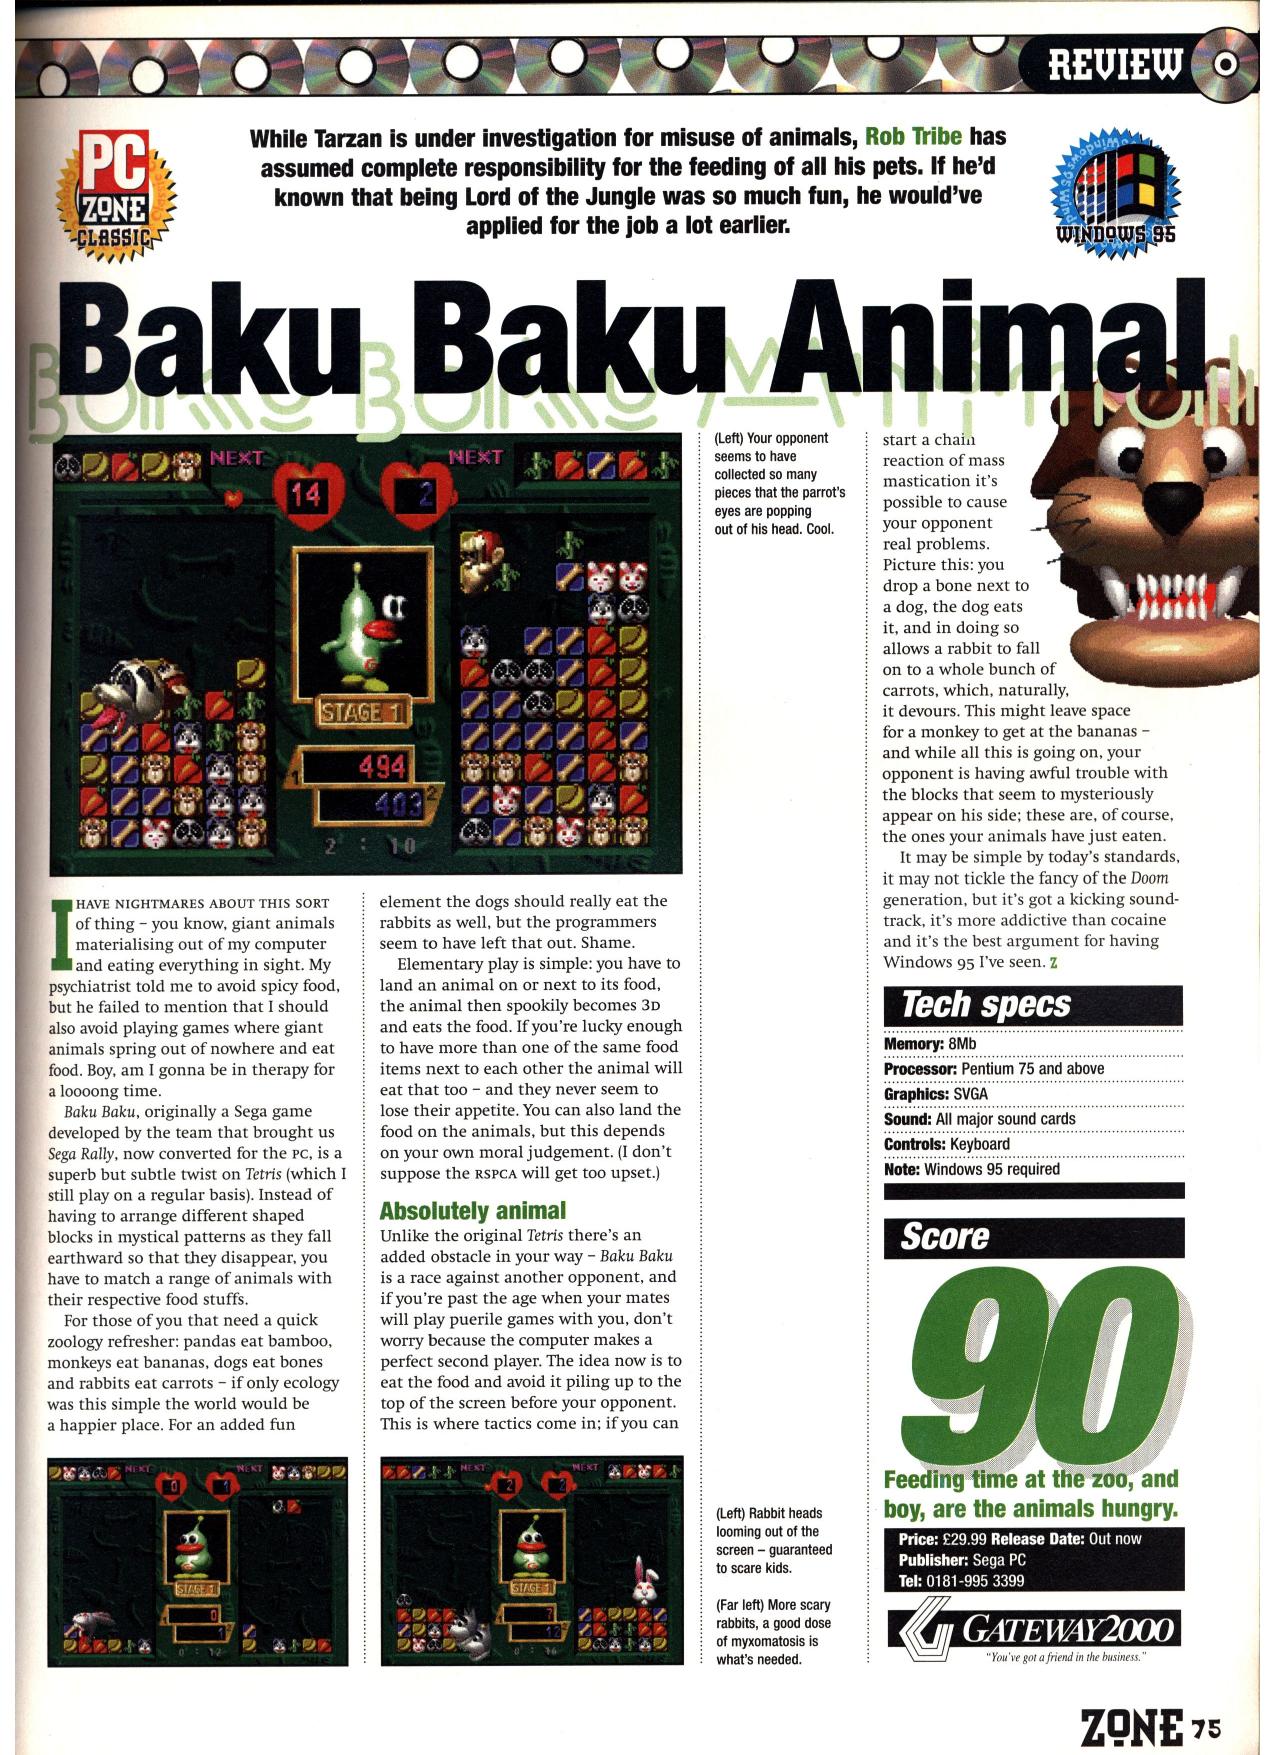 REVIEW
PC
ZONE
CLASSIC
While Tarzan is under investigation for misuse of animals, Rob Tribe has
assumed complete responsibility for the feeding of all his pets. If he'd
known that being Lord of the Jungle was so much fun, he would've
applied for the job a lot earlier.
Windows 95
WINDOWS 95
Baku Baku Animal
Baku Baku Animal
NEXT
NEXT
14
2
STAGE 1
1 494
403 2
2 : 10
(Left) Your opponent
seems to have
collected so many
pieces that the parrot's
eyes are popping
out of his head. Cool.
I HAVE NIGHTMARES ABOUT THIS SORT
of thing – you know, giant animals
materialising out of my computer
and eating everything in sight. My
psychiatrist told me to avoid spicy food,
but he failed to mention that I should
also avoid playing games where giant
animals spring out of nowhere and eat
food. Boy, am I gonna be in therapy for
a looong time.
Baku Baku, originally a Sega game
developed by the team that brought us
Sega Rally, now converted for the PC, is a
superb but subtle twist on Tetris (which I
still play on a regular basis). Instead of
having to arrange different shaped
blocks in mystical patterns as they fall
earthward so that they disappear, you
have to match a range of animals with
their respective food stuffs.
For those of you that need a quick
zoology refresher: pandas eat bamboo,
monkeys eat bananas, dogs eat bones
and rabbits eat carrots – if only ecology
was this simple the world would be
a happier place. For an added fun
element the dogs should really eat the
rabbits as well, but the programmers
seem to have left that out. Shame.
Elementary play is simple: you have to
land an animal on or next to its food,
the animal then spookily becomes 3D
and eats the food. If you're lucky enough
to have more than one of the same food
items next to each other the animal will
eat that too – and they never seem to
lose their appetite. You can also land the
food on the animals, but this depends
on your own moral judgement. (I don't
suppose the RSPCA will get too upset.)
Absolutely animal
Unlike the original Tetris there's an
added obstacle in your way – Baku Baku
is a race against another opponent, and
if you're past the age when your mates
will play puerile games with you, don't
worry because the computer makes a
perfect second player. The idea now is to
eat the food and avoid it piling up to the
top of the screen before your opponent.
This is where tactics come in; if you can
start a chain
reaction of mass
mastication it's
possible to cause
your opponent
real problems.
Picture this: you
drop a bone next to
a dog, the dog eats
it, and in doing so
allows a rabbit to fall
on to a whole bunch of
carrots, which, naturally,
it devours. This might leave space
for a monkey to get at the bananas –
and while all this is going on, your
opponent is having awful trouble with
the blocks that seem to mysteriously
appear on his side; these are, of course,
the ones your animals have just eaten.
It may be simple by today's standards,
it may not tickle the fancy of the Doom
generation, but it's got a kicking sound-
track, it's more addictive than cocaine
and it's the best argument for having
Windows 95 I've seen. Z
Tech specs
Memory: 8Mb
Processor: Pentium 75 and above
Graphics: SVGA
Sound: All major sound cards
Controls: Keyboard
Note: Windows 95 required
Score
90
Feeding time at the zoo, and
boy, are the animals hungry.
Price: £29.99 Release Date: Out now
Publisher: Sega PC
Tel: 0181-995 3399
GATEWAY2000
"You've got a friend in the business."
NEXT
NEXT
0
1
STAGE 1
0
1
0 : 12
NEXT
NEXT
2
2
STAGE 1
7
12
0 : 16
(Left) Rabbit heads
looming out of the
screen – guaranteed
to scare kids.
(Far left) More scary
rabbits, a good dose
of myxomatosis is
what's needed.
ZONE 75